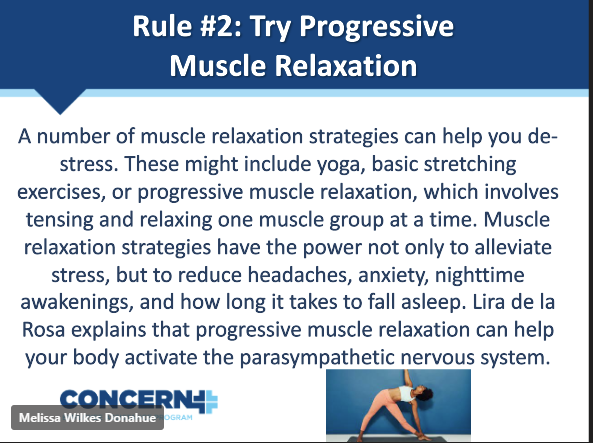 Rule #2: Try Progressive
Muscle Relaxation
A number of muscle relaxation strategies can help you de-
stress. These might include yoga, basic stretching
exercises, or progressive muscle relaxation, which involves
tensing and relaxing one muscle group at a time. Muscle
relaxation strategies have the power not only to alleviate
stress, but to reduce headaches, anxiety, nighttime
awakenings, and how long it takes to fall asleep. Lira de la
Rosa explains that progressive muscle relaxation can help
your body activate the parasympathetic nervous system.
CONCERN
Melissa Wilkes Donahue